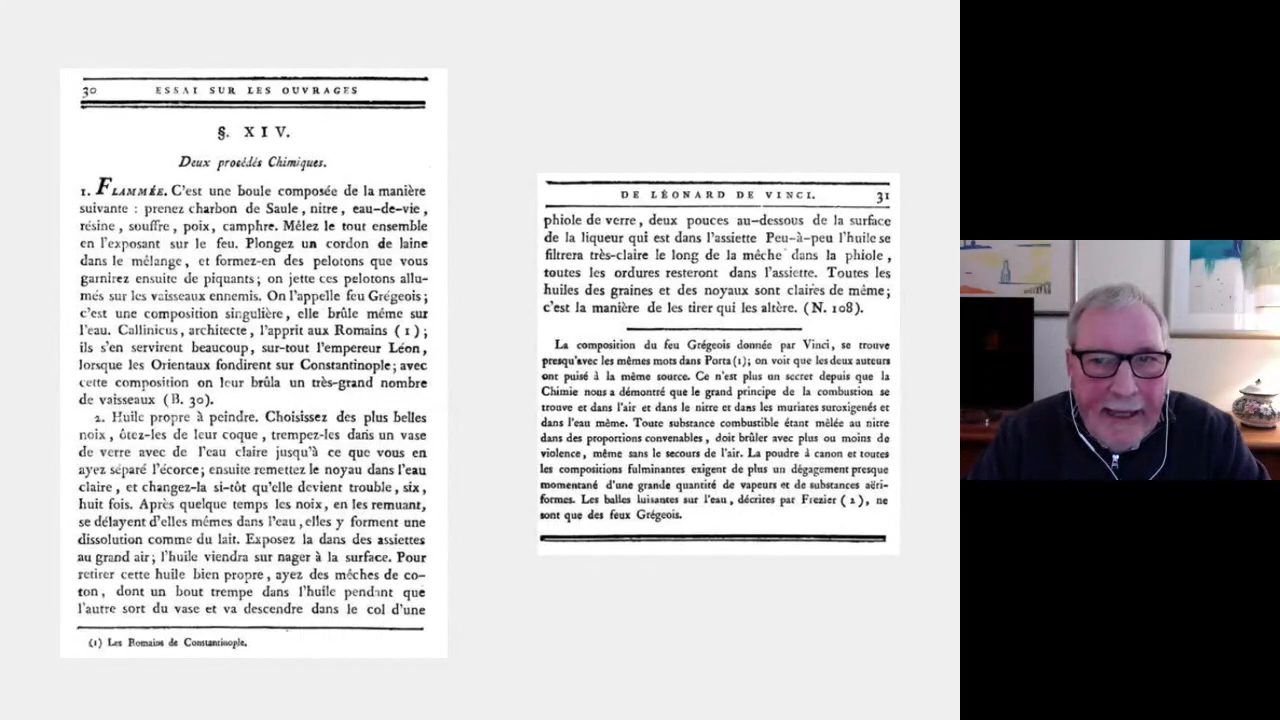 30 ESSAI SUR LES OUVRAGES
§. XIV.
Deux procédés Chimiques.
1. FLAMMÉE. C'est une boule composée de la manière
suivante : prenez charbon de Saule, nitre, eau-de-vie,
résine, souffre, poix, camphre. Mêlez le tout ensemble
en l'exposant sur le feu. Plongez un cordon de laine
dans le mêlange, et formez-en des pelotons que vous
garnirez ensuite de piquants; on jette ces pelotons allu-
més sur les vaisseaux ennemis. On l'appelle feu Grégeois;
c'est une composition singulière, elle brûle même sur
l'eau. Callinicus, architecte, l'apprit aux Romains (1);
ils s'en servirent beaucoup, sur-tout l'empereur Léon,
lorsque les Orientaux fondirent sur Constantinople; avec
cette composition on leur brûla un très-grand nombre
de vaisseaux (B. 30).
2. Huile propre à peindre. Choisissez des plus belles
noix, ôtez-les de leur coque, trempez-les dans un vase
de verre avec de l'eau claire jusqu'à ce que vous en
ayez séparé l'écorce; ensuite remettez le noyau dans l'eau
claire, et changez-la si-tôt qu'elle devient trouble, six,
huit fois. Après quelque temps les noix, en les remuant,
se délayent d'elles mêmes dans l'eau, elles y forment une
dissolution comme du lait. Exposez la dans des assiettes
au grand air; l'huile viendra sur nager à la surface. Pour
retirer cette huile bien propre, ayez des mêches de co-
ton, dont un bout trempe dans l'huile pendant que
l'autre sort du vase et va descendre dans le col d'une
(1) Les Romains de Constantinople.
DE LÉONARD DE VINCI. 31
phiole de verre, deux pouces au-dessous de la surface
de la liqueur qui est dans l'assiette Peu-à-peu l'huile se
filtrera très-claire le long de la mêche dans la phiole,
toutes les ordures resteront dans l'assiette. Toutes les
huiles des graines et des noyaux sont claires de même;
c'est la manière de les tirer qui les altère. (N. 108).
La composition du feu Grégeois donnée par Vinci, se trouve
presqu'avec les mêmes mots dans Porta(1); on voit que les deux auteurs
ont puisé à la même source. Ce n'est plus un secret depuis que la
Chimie nous a démontré que le grand principe de la combustion se
trouve et dans l'air et dans le nitre et dans les muriates suroxigenés et
dans l'eau même. Toute substance combustible étant mêlée au nitre
dans des proportions convenables, doit brûler avec plus ou moins de
violence, même sans le secours de l'air. La poudre à canon et toutes
les compositions fulminantes exigent de plus un dégagement presque
momentané d'une grande quantité de vapeurs et de substances aëri-
formes. Les balles luisantes sur l'eau, décrites par Frezier (2), ne
sont que des feux Grégeois.